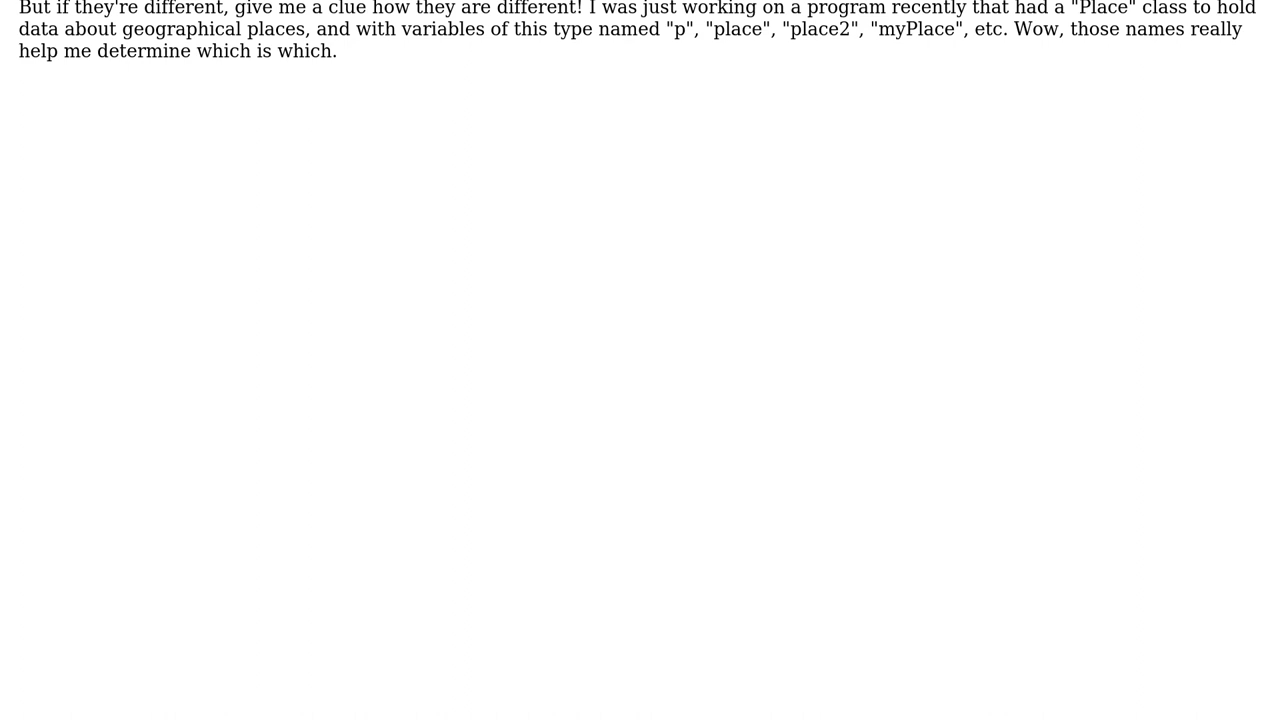 But if they're different, give me a clue how they are different! I was just working on a program recently that had a "Place" class to hold
data about geographical places, and with variables of this type named "p", "place", "place2", "myPlace", etc. Wow, those names really
help me determine which is which.